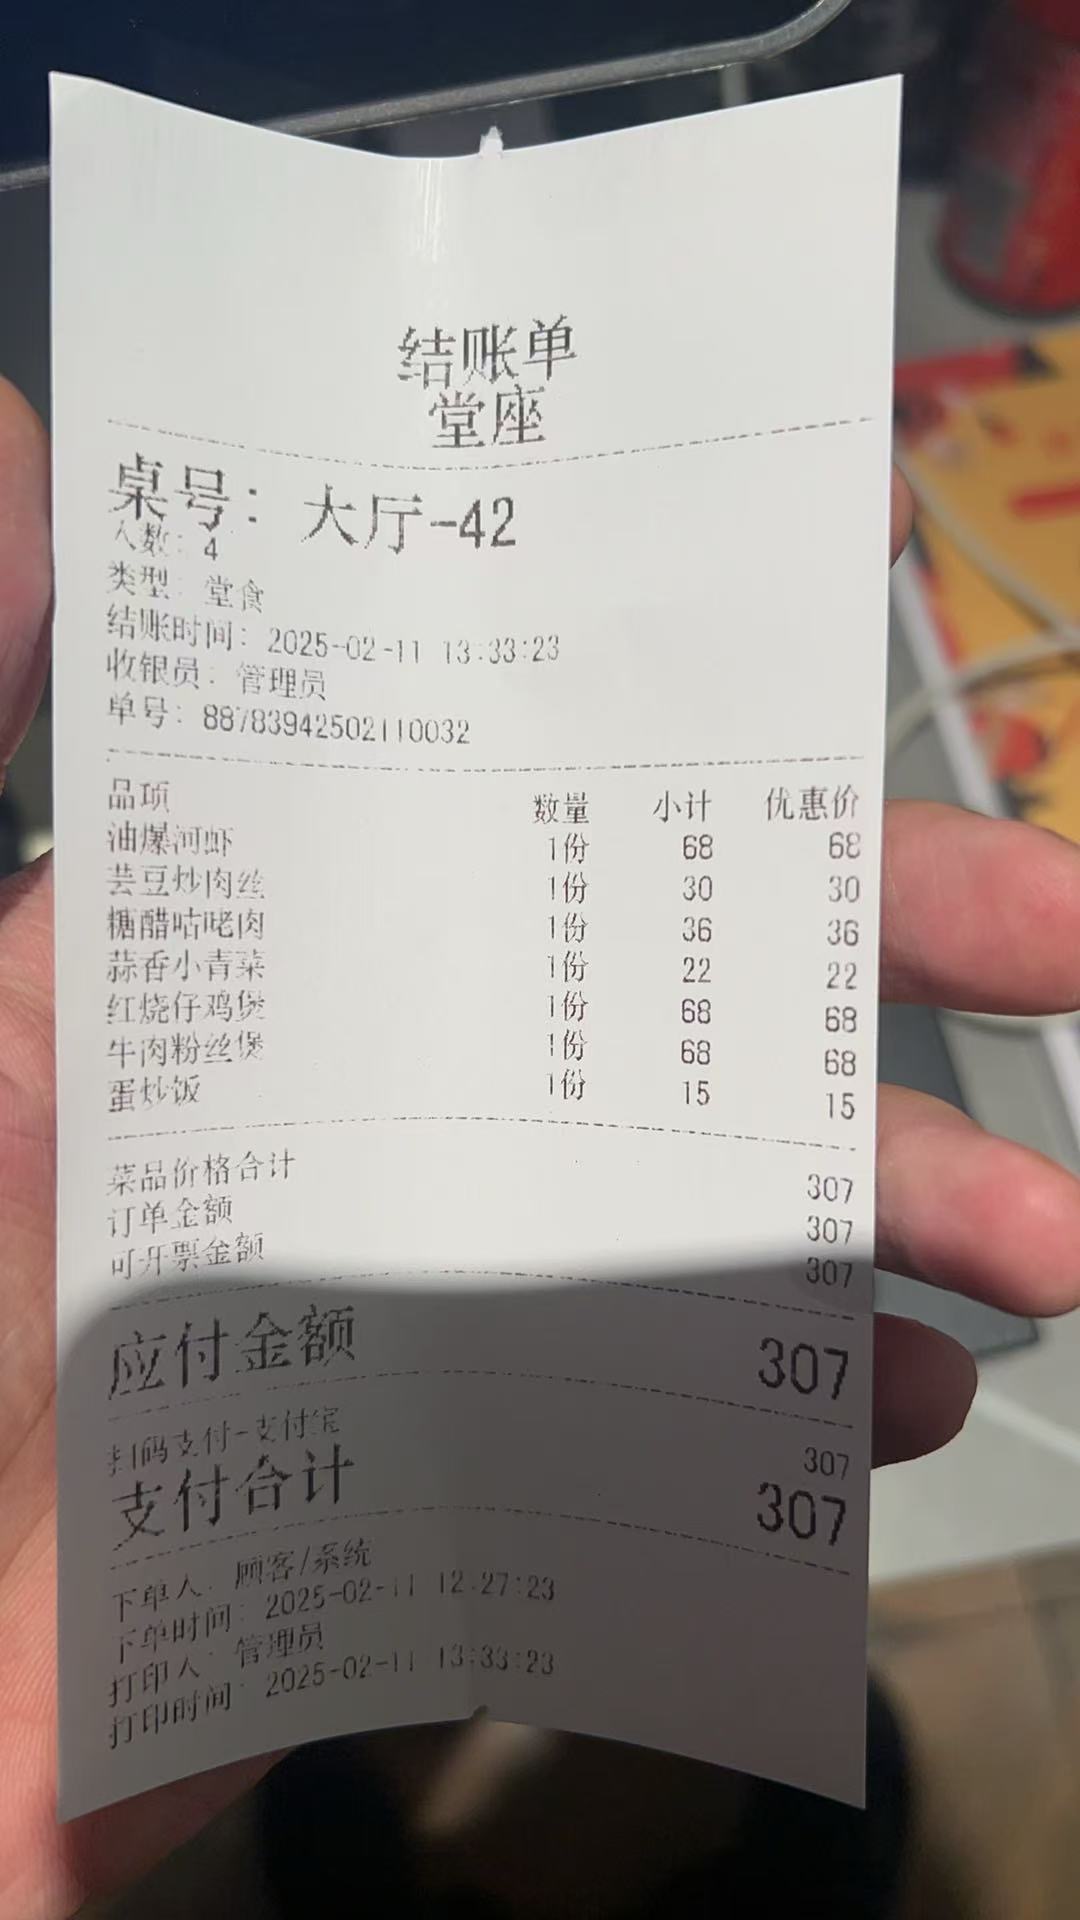 结账单
堂座
桌号：大厅-42
人数：4
类型：堂食
结账时间：2025-02-11 13:33:23
收银员：管理员
单号：88783942502110032
品项 数量 小计 优惠价
油爆河虾 1份 68 68
芸豆炒肉丝 1份 30 30
糖醋咕咾肉 1份 36 36
蒜香小青菜 1份 22 22
红烧仔鸡煲 1份 68 68
牛肉粉丝煲 1份 68 68
蛋炒饭 1份 15 15
菜品价格合计 307
订单金额 307
可开票金额 307
应付金额 307
扫码支付-支付宝 307
支付合计 307
下单人：顾客/系统
下单时间：2025-02-11 12:27:23
打印人：管理员
打印时间：2025-02-11 13:33:23